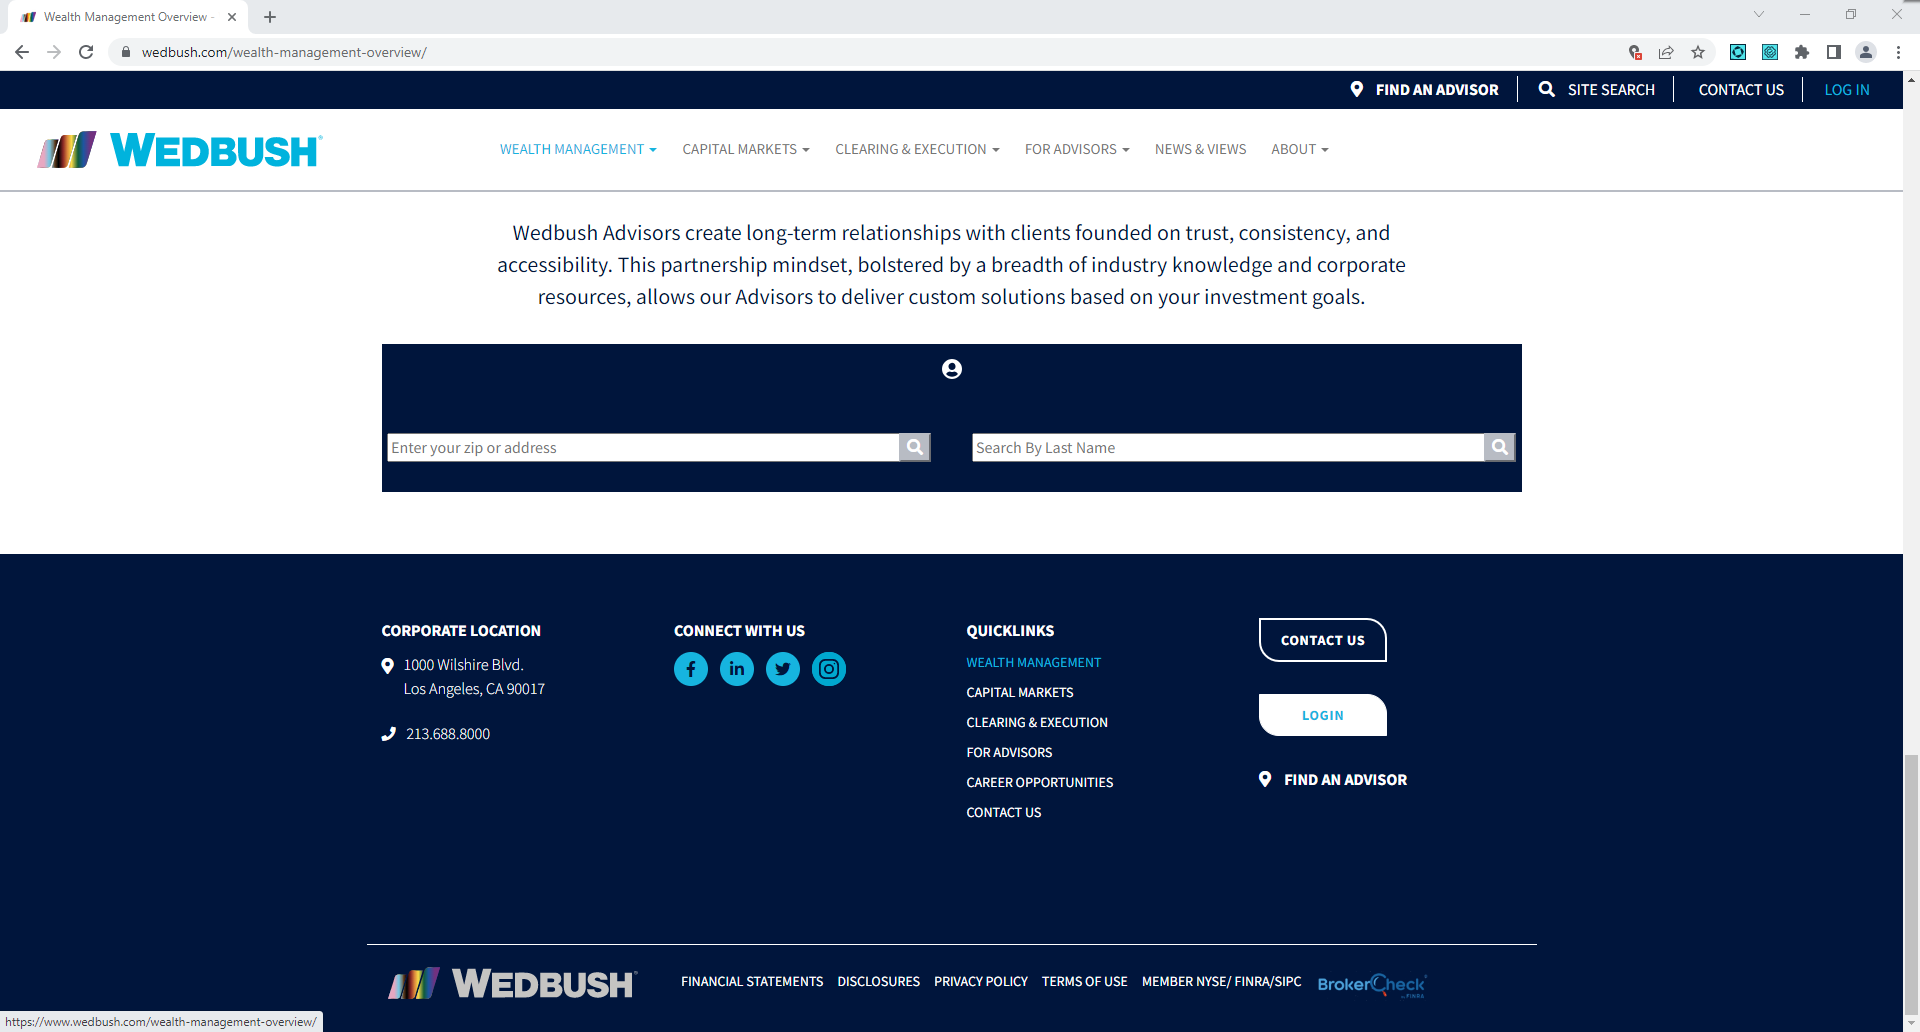 Wealth Management Overview -
wedbush.com/wealth-management-overview/
FIND AN ADVISOR
SITE SEARCH
CONTACT US
LOG IN
WEDBUSH
WEALTH MANAGEMENT
CAPITAL MARKETS
CLEARING & EXECUTION
FOR ADVISORS
NEWS & VIEWS
ABOUT
Wedbush Advisors create long-term relationships with clients founded on trust, consistency, and
accessibility. This partnership mindset, bolstered by a breadth of industry knowledge and corporate
resources, allows our Advisors to deliver custom solutions based on your investment goals.
Enter your zip or address
Search By Last Name
CORPORATE LOCATION
1000 Wilshire Blvd.
Los Angeles, CA 90017
213.688.8000
CONNECT WITH US
QUICKLINKS
WEALTH MANAGEMENT
CAPITAL MARKETS
CLEARING & EXECUTION
FOR ADVISORS
CAREER OPPORTUNITIES
CONTACT US
CONTACT US
LOGIN
FIND AN ADVISOR
WEDBUSH
FINANCIAL STATEMENTS
DISCLOSURES
PRIVACY POLICY
TERMS OF USE
MEMBER NYSE/ FINRA/SIPC
BrokerCheck
by FINRA
https://www.wedbush.com/wealth-management-overview/